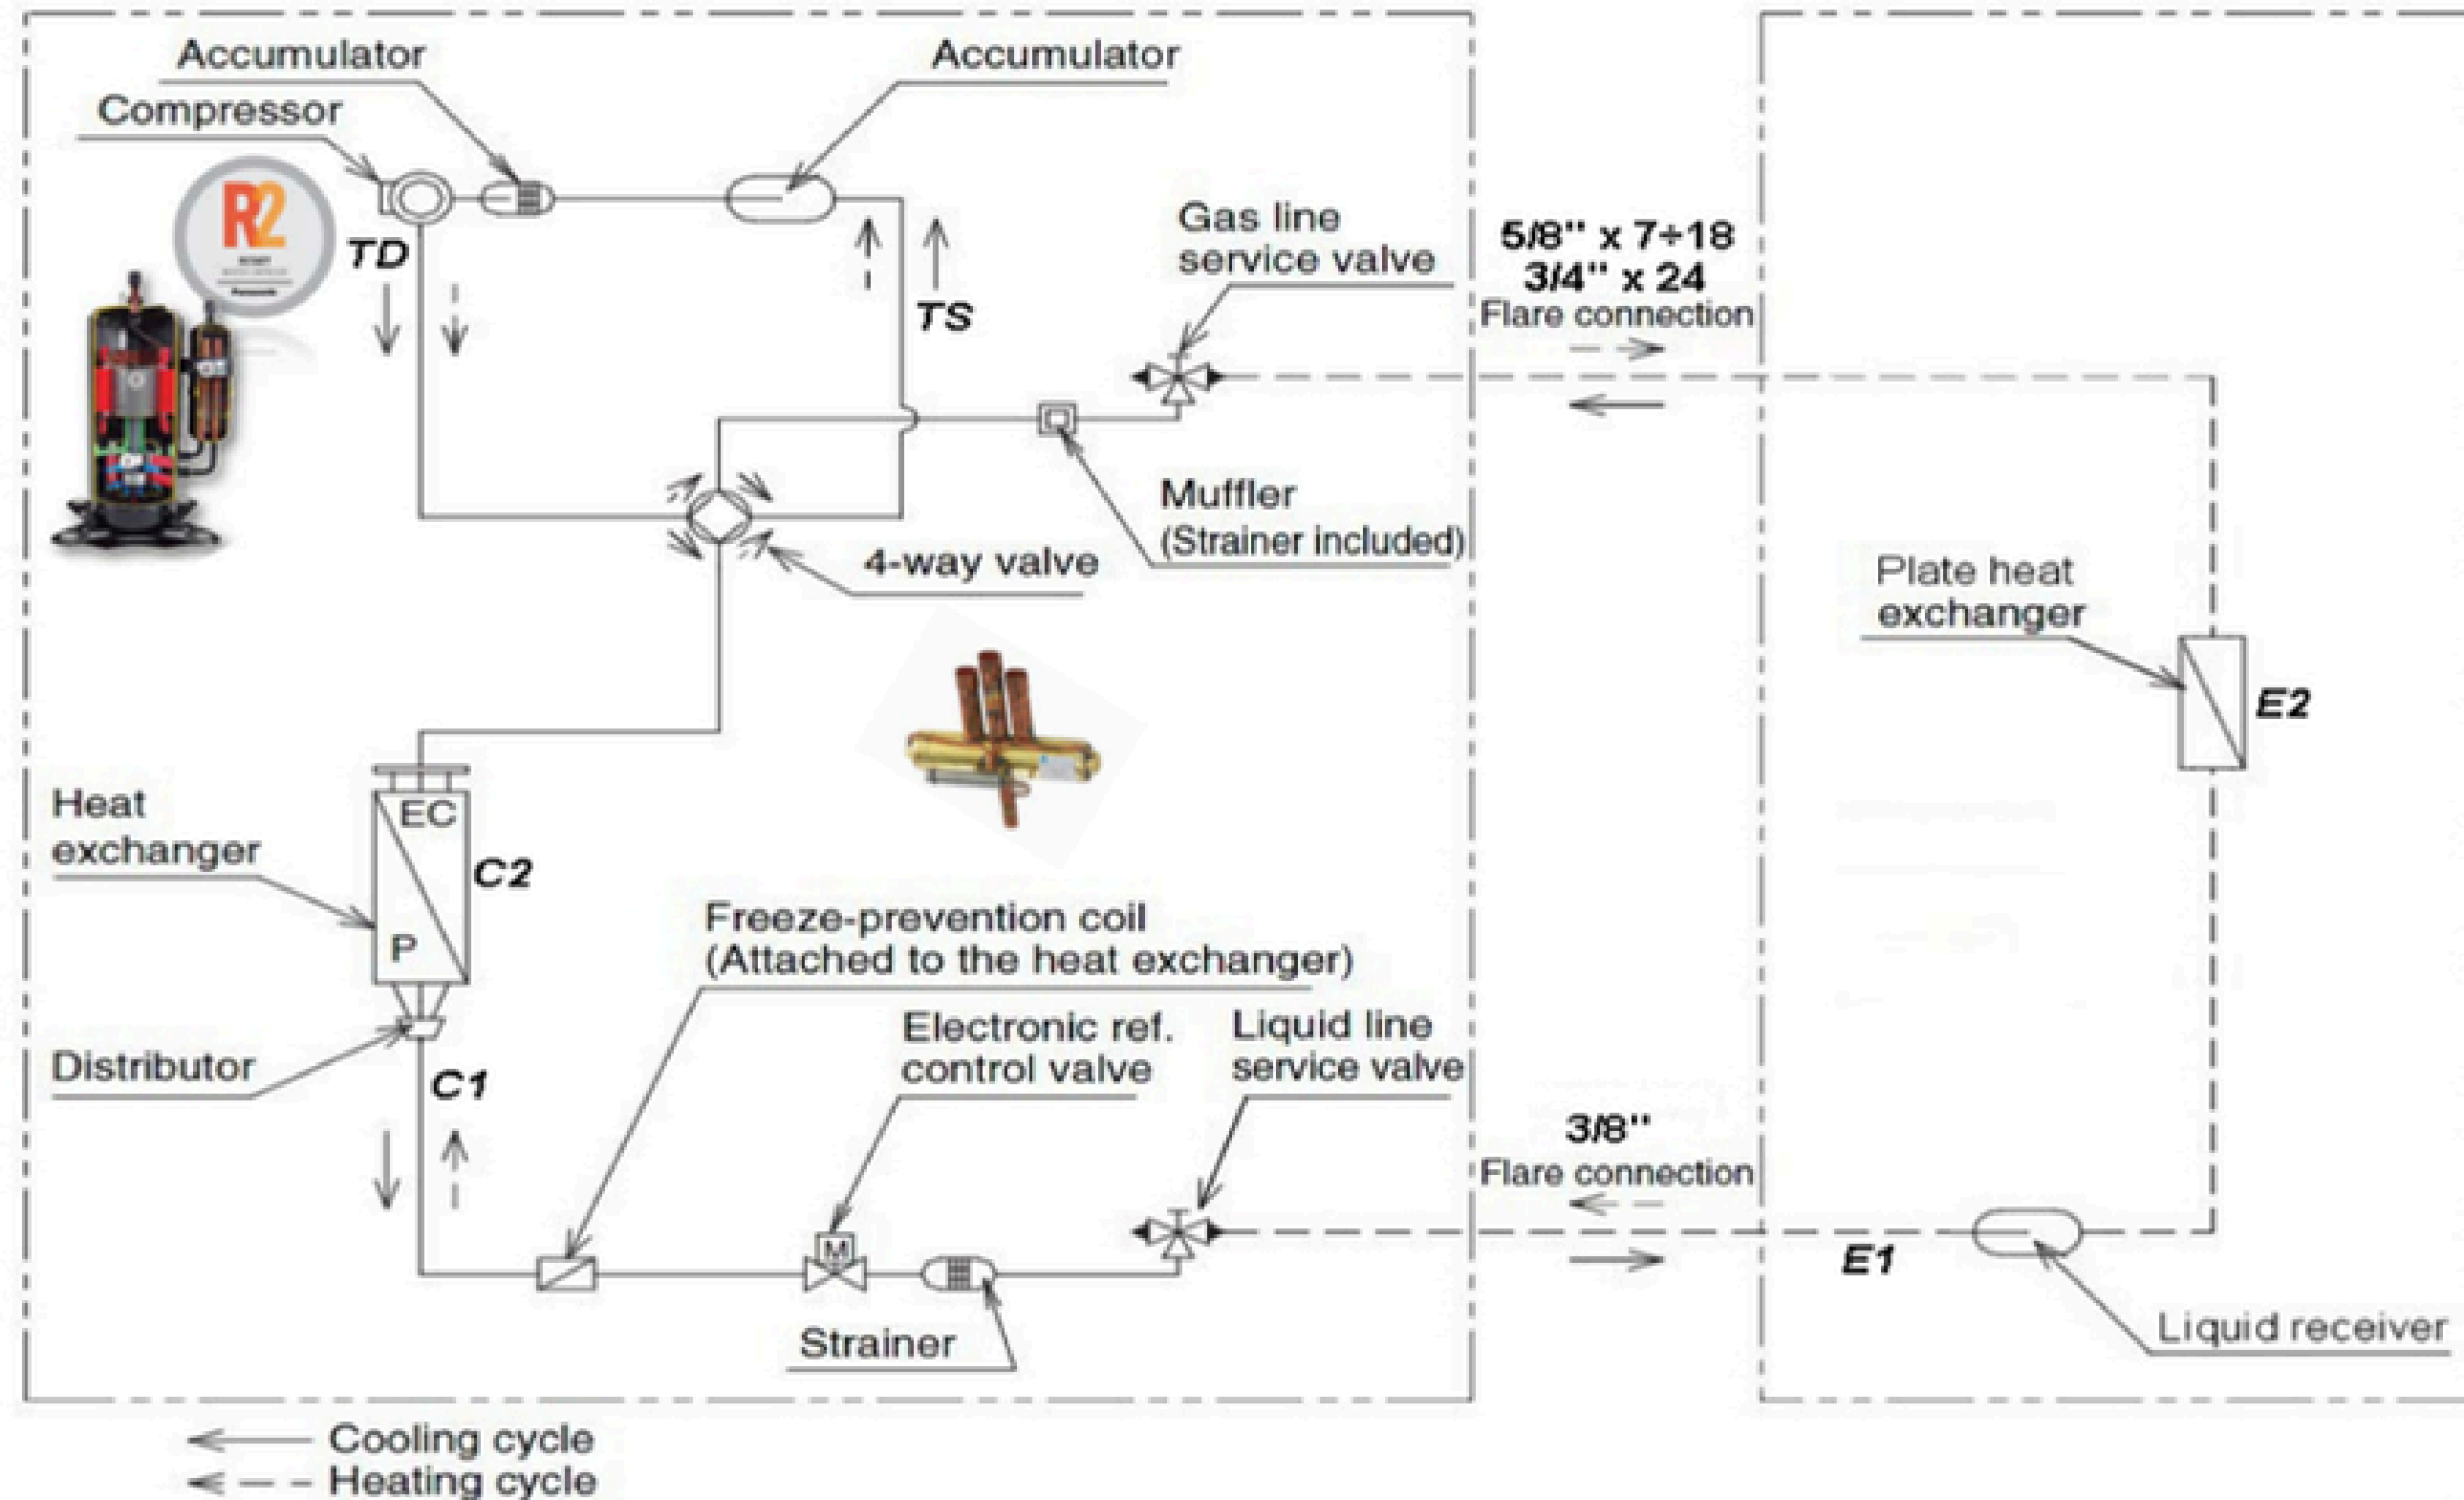 Accumulator
Accumulator
Compressor
R2
TD
TS
Gas line
service valve
5/8" x 7÷18
3/4" x 24
Flare connection
Muffler
(Strainer included)
4-way valve
Plate heat
exchanger
E2
Heat
exchanger
EC
C2
P
Freeze-prevention coil
(Attached to the heat exchanger)
Electronic ref.
control valve
Liquid line
service valve
Distributor
C1
3/8"
Flare connection
M
E1
Strainer
Liquid receiver
Cooling cycle
Heating cycle